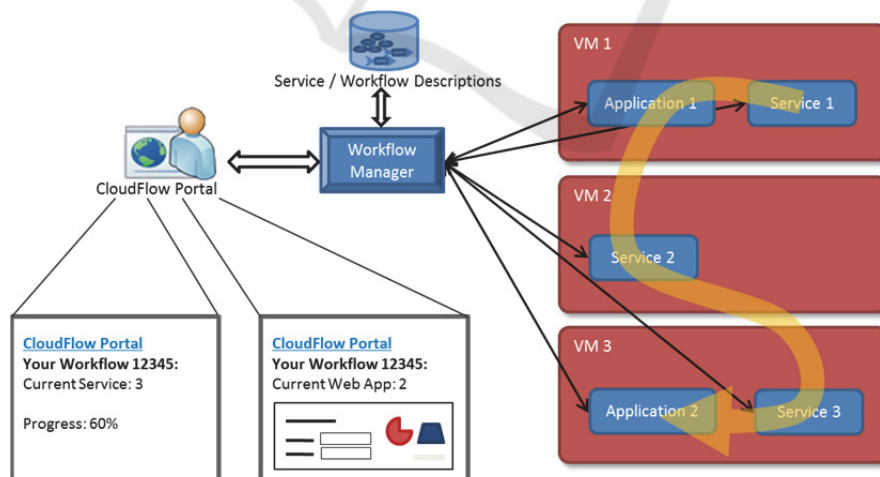 Service / Workflow Descriptions
Workflow
Manager
CloudFlow Portal
VM 1
Application 1
Service 1
VM 2
Service 2
VM 3
Application 2
Service 3
CloudFlow Portal
Your Workflow 12345:
Current Service: 3
Progress: 60%
CloudFlow Portal
Your Workflow 12345:
Current Web App: 2